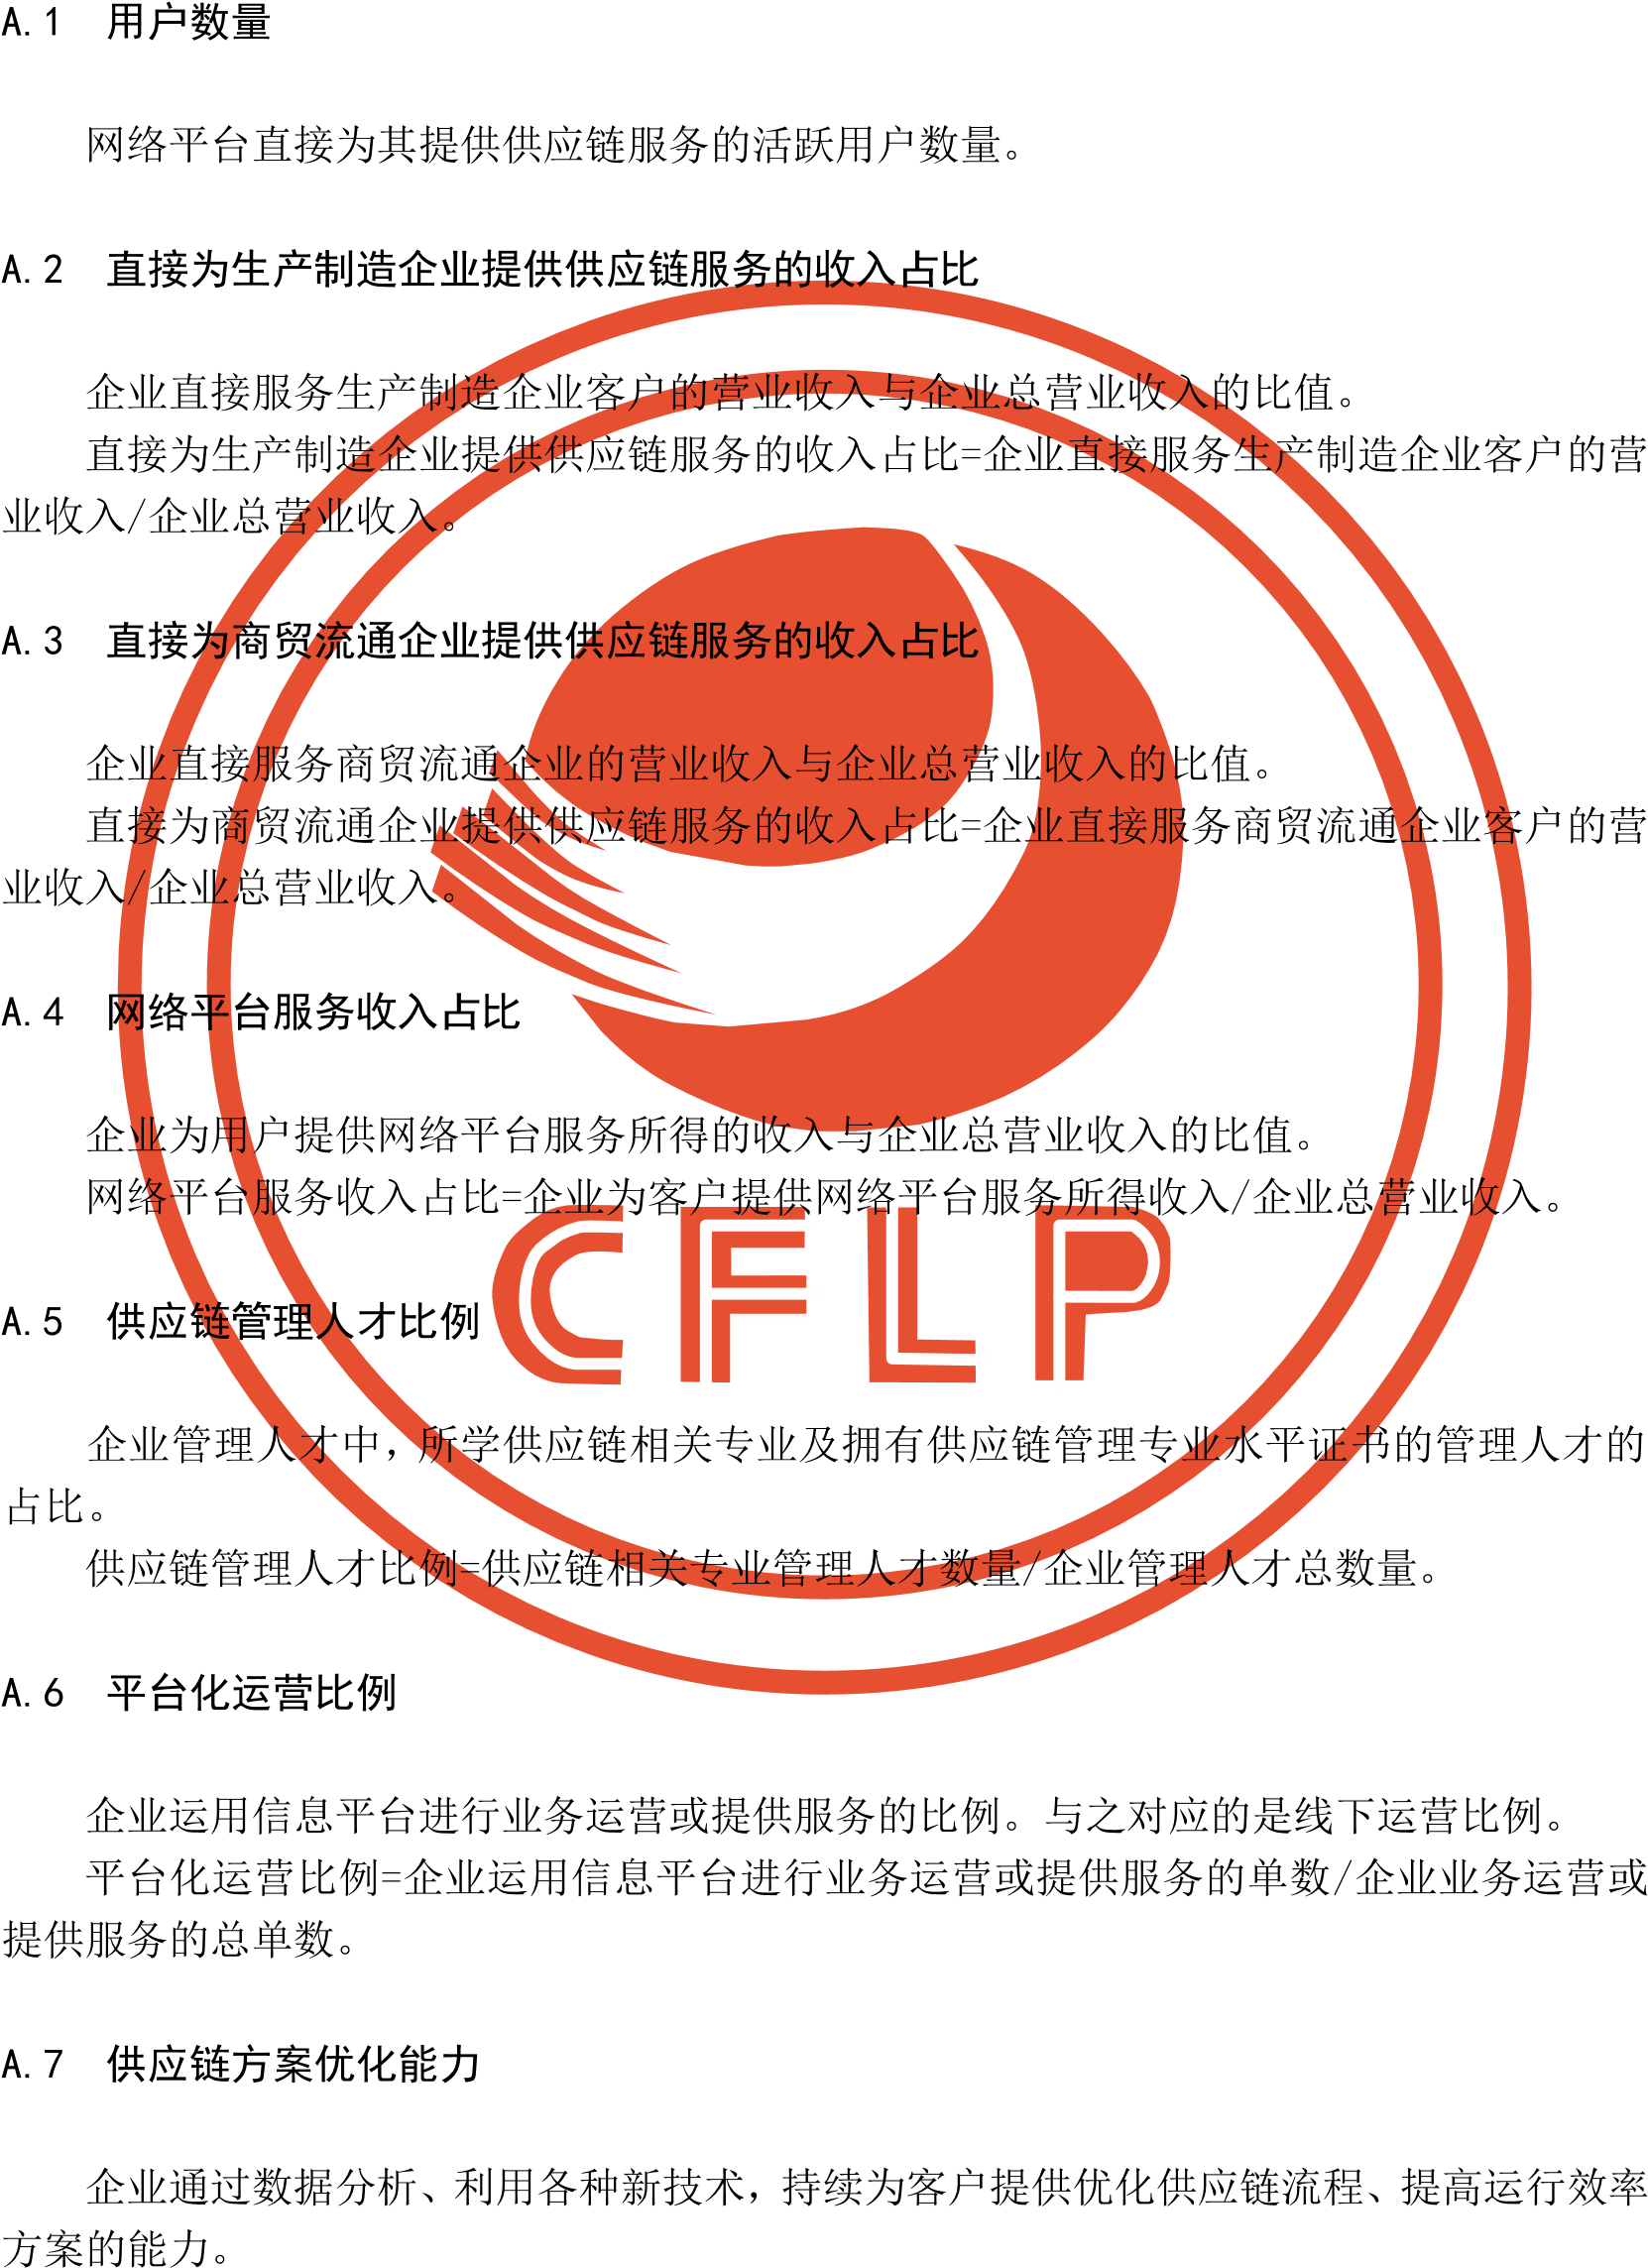 A.1 用户数量
网络平台直接为其提供供应链服务的活跃用户数量。
A.2 直接为生产制造企业提供供应链服务的收入占比
企业直接服务生产制造企业客户的营业收入与企业总营业收入的比值。
直接为生产制造企业提供供应链服务的收入占比=企业直接服务生产制造企业客户的营
业收入/企业总营业收入。
A.3 直接为商贸流通企业提供供应链服务的收入占比
企业直接服务商贸流通企业的营业收入与企业总营业收入的比值。
直接为商贸流通企业提供供应链服务的收入占比=企业直接服务商贸流通企业客户的营
业收入/企业总营业收入。
A.4 网络平台服务收入占比
企业为用户提供网络平台服务所得的收入与企业总营业收入的比值。
网络平台服务收入占比=企业为客户提供网络平台服务所得收入/企业总营业收入。
CFLP
A.5 供应链管理人才比例
企业管理人才中，所学供应链相关专业及拥有供应链管理专业水平证书的管理人才的
占比。
供应链管理人才比例=供应链相关专业管理人才数量/企业管理人才总数量。
A.6 平台化运营比例
企业运用信息平台进行业务运营或提供服务的比例。与之对应的是线下运营比例。
平台化运营比例=企业运用信息平台进行业务运营或提供服务的单数/企业业务运营或
提供服务的总单数。
A.7 供应链方案优化能力
企业通过数据分析、利用各种新技术，持续为客户提供优化供应链流程、提高运行效率
方案的能力。